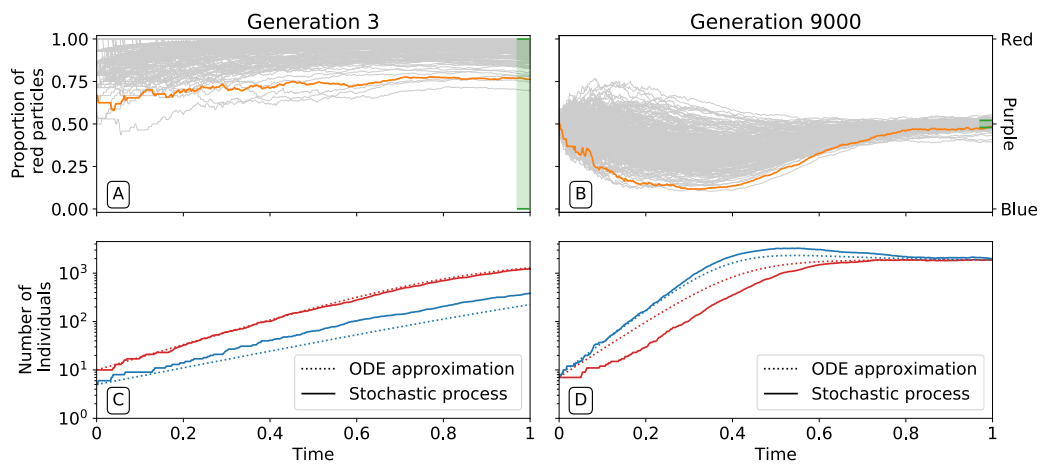 Generation 3
Generation 9000
Proportion of
red particles
1.00
0.75
0.50
0.25
0.00
A
B
Red
Purple
Blue
Number of
Individuals
10^3
10^2
10^1
10^0
ODE approximation
Stochastic process
C
ODE approximation
Stochastic process
D
0
0.2
0.4
0.6
0.8
1
0
0.2
0.4
0.6
0.8
1
Time
Time